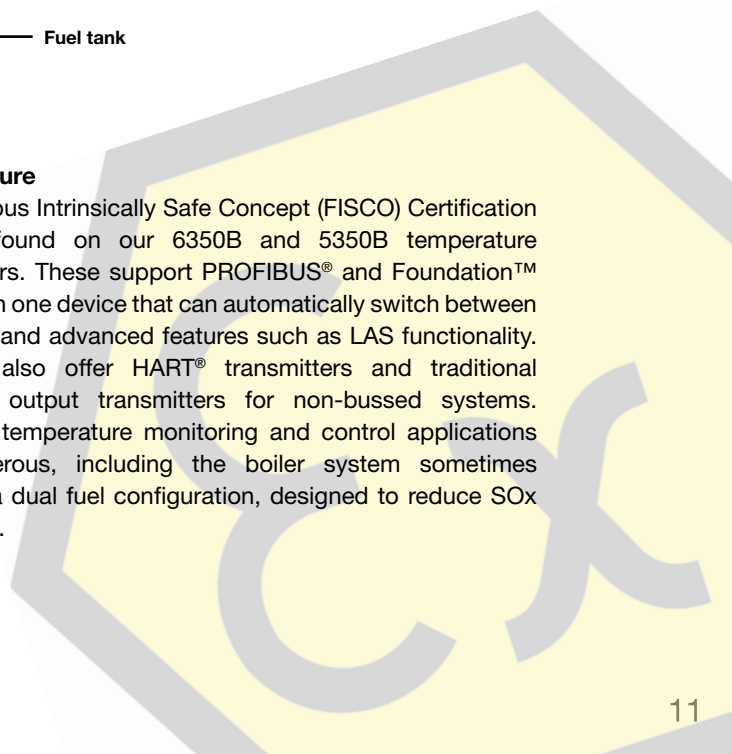 Fuel tank
ure
ous Intrinsically Safe Concept (FISCO) Certification
found on our 6350B and 5350B temperature
rs. These support PROFIBUS® and Foundation™
n one device that can automatically switch between
and advanced features such as LAS functionality.
also offer HART® transmitters and traditional
output transmitters for non-bussed systems.
temperature monitoring and control applications
erous, including the boiler system sometimes
a dual fuel configuration, designed to reduce SOx
.
εx
11